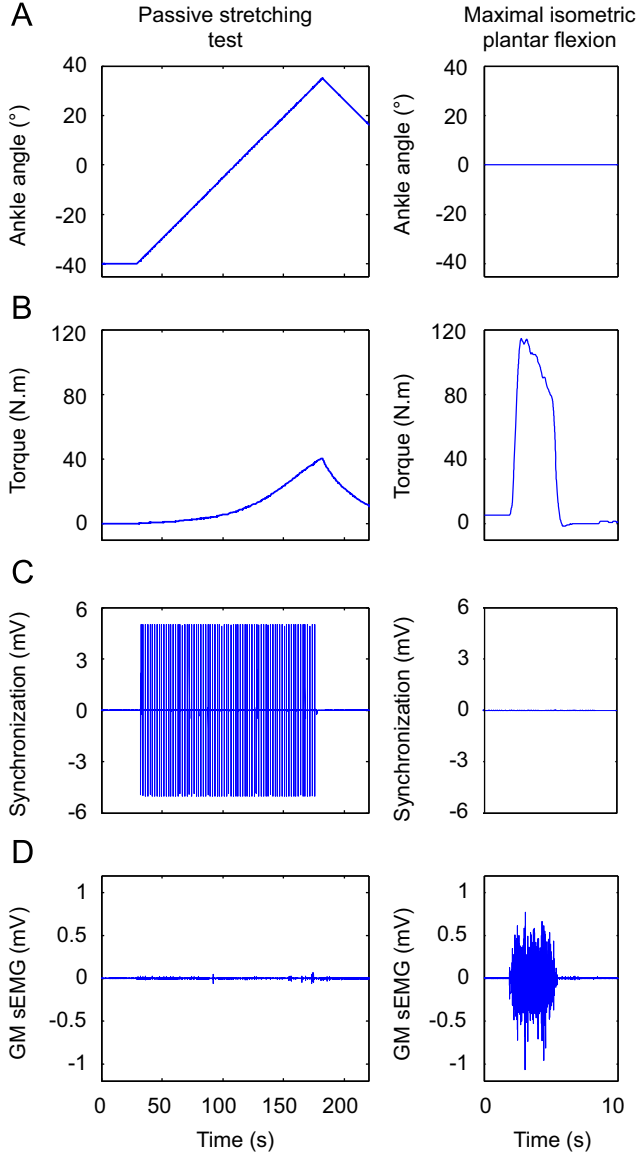 A
Passive stretching
test
Maximal isometric
plantar flexion
Ankle angle (°)
40
20
0
-20
-40
Ankle angle (°)
40
20
0
-20
-40
B
Torque (N.m)
120
80
40
0
Torque (N.m)
120
80
40
0
C
Synchronization (mV)
6
3
0
-3
-6
Synchronization (mV)
6
3
0
-3
-6
D
GM sEMG (mV)
1
0.5
0
-0.5
-1
GM sEMG (mV)
1
0.5
0
-0.5
-1
0 50 100 150 200
Time (s)
0 10
Time (s)